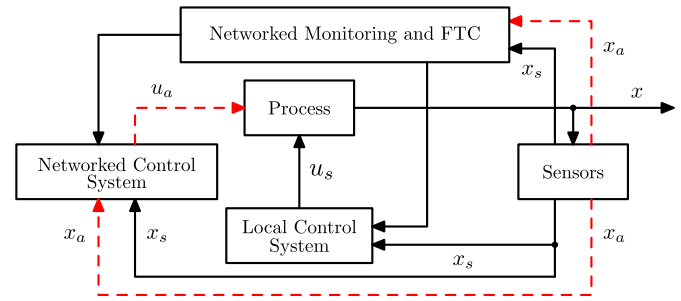 Networked Monitoring and FTC
x_a
x_s
u_a
x
Process
Networked Control
System
Sensors
u_s
Local Control
System
x_a
x_s
x_s
x_a